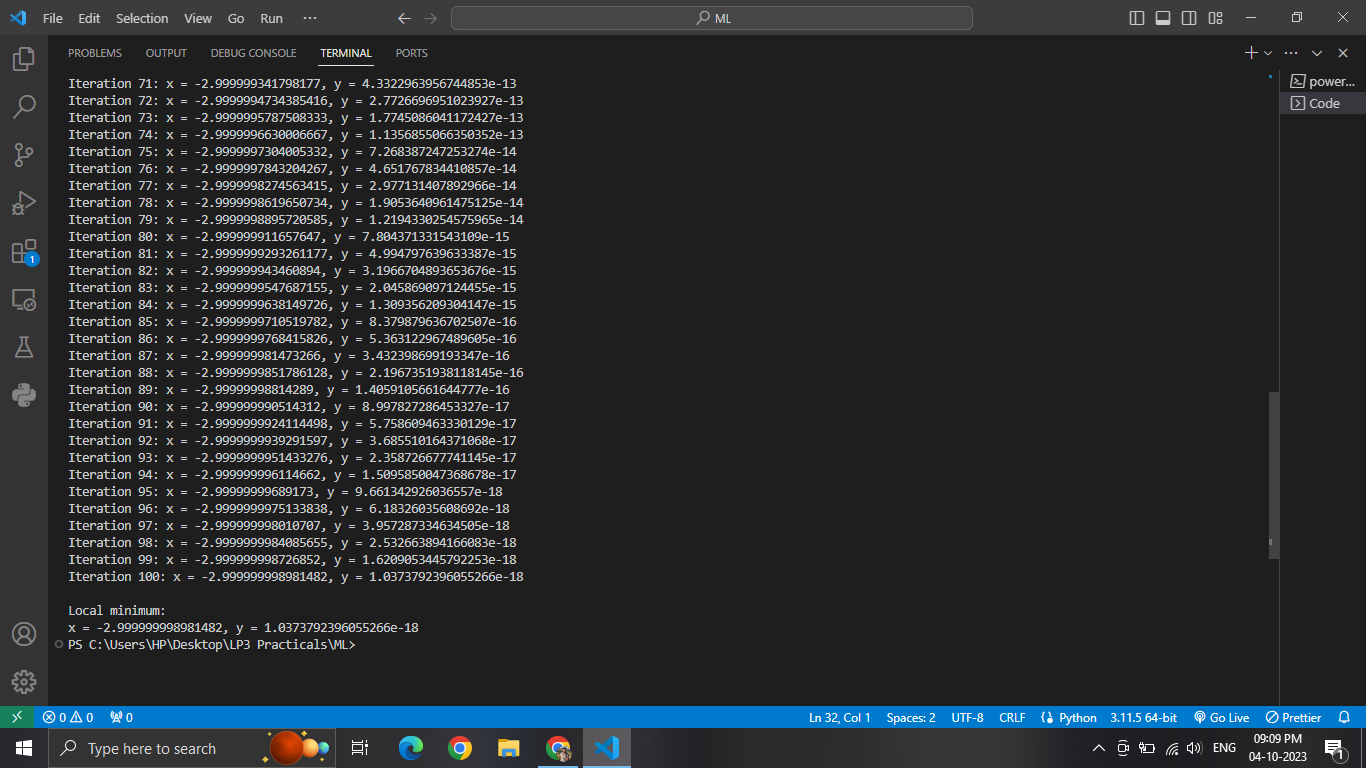 File Edit Selection View Go Run ··· ML
PROBLEMS OUTPUT DEBUG CONSOLE TERMINAL PORTS
power...
Code
Iteration 71: x = -2.999999341798177, y = 4.3322963956744853e-13
Iteration 72: x = -2.9999994734385416, y = 2.7726696951023927e-13
Iteration 73: x = -2.9999995787508333, y = 1.7745086041172427e-13
Iteration 74: x = -2.9999996630006667, y = 1.1356855066350352e-13
Iteration 75: x = -2.9999997304005332, y = 7.268387247253274e-14
Iteration 76: x = -2.9999997843204267, y = 4.651767834410857e-14
Iteration 77: x = -2.9999998274563415, y = 2.977131407892966e-14
Iteration 78: x = -2.9999998619650734, y = 1.9053640961475125e-14
Iteration 79: x = -2.9999998895720585, y = 1.2194330254575965e-14
Iteration 80: x = -2.999999911657647, y = 7.804371331543109e-15
Iteration 81: x = -2.9999999293261177, y = 4.994797639633387e-15
Iteration 82: x = -2.999999943460894, y = 3.1966704893653676e-15
Iteration 83: x = -2.9999999547687155, y = 2.045869097124455e-15
Iteration 84: x = -2.9999999638149726, y = 1.309356209304147e-15
Iteration 85: x = -2.9999999710519782, y = 8.379879636702507e-16
Iteration 86: x = -2.9999999768415826, y = 5.363122967489605e-16
Iteration 87: x = -2.999999981473266, y = 3.432398699193347e-16
Iteration 88: x = -2.9999999851786128, y = 2.1967351938118145e-16
Iteration 89: x = -2.99999998814289, y = 1.4059105661644777e-16
Iteration 90: x = -2.999999990514312, y = 8.997827286453327e-17
Iteration 91: x = -2.9999999924114498, y = 5.758609463330129e-17
Iteration 92: x = -2.9999999939291597, y = 3.685510164371068e-17
Iteration 93: x = -2.9999999951433276, y = 2.358726677741145e-17
Iteration 94: x = -2.999999996114662, y = 1.5095850047368678e-17
Iteration 95: x = -2.99999999689173, y = 9.661342926036557e-18
Iteration 96: x = -2.999999975133838, y = 6.18326035608692e-18
Iteration 97: x = -2.999999998010707, y = 3.957287334634505e-18
Iteration 98: x = -2.9999999984085655, y = 2.532663894166083e-18
Iteration 99: x = -2.999999998726852, y = 1.6209053445792253e-18
Iteration 100: x = -2.999999998981482, y = 1.0373792396055266e-18
Local minimum:
x = -2.999999998981482, y = 1.0373792396055266e-18
PS C:\Users\HP\Desktop\LP3 Practicals\ML>
1
0 0 0 Ln 32, Col 1 Spaces: 2 UTF-8 CRLF Python 3.11.5 64-bit Go Live Prettier
Type here to search ENG 09:09 PM
04-10-2023 1